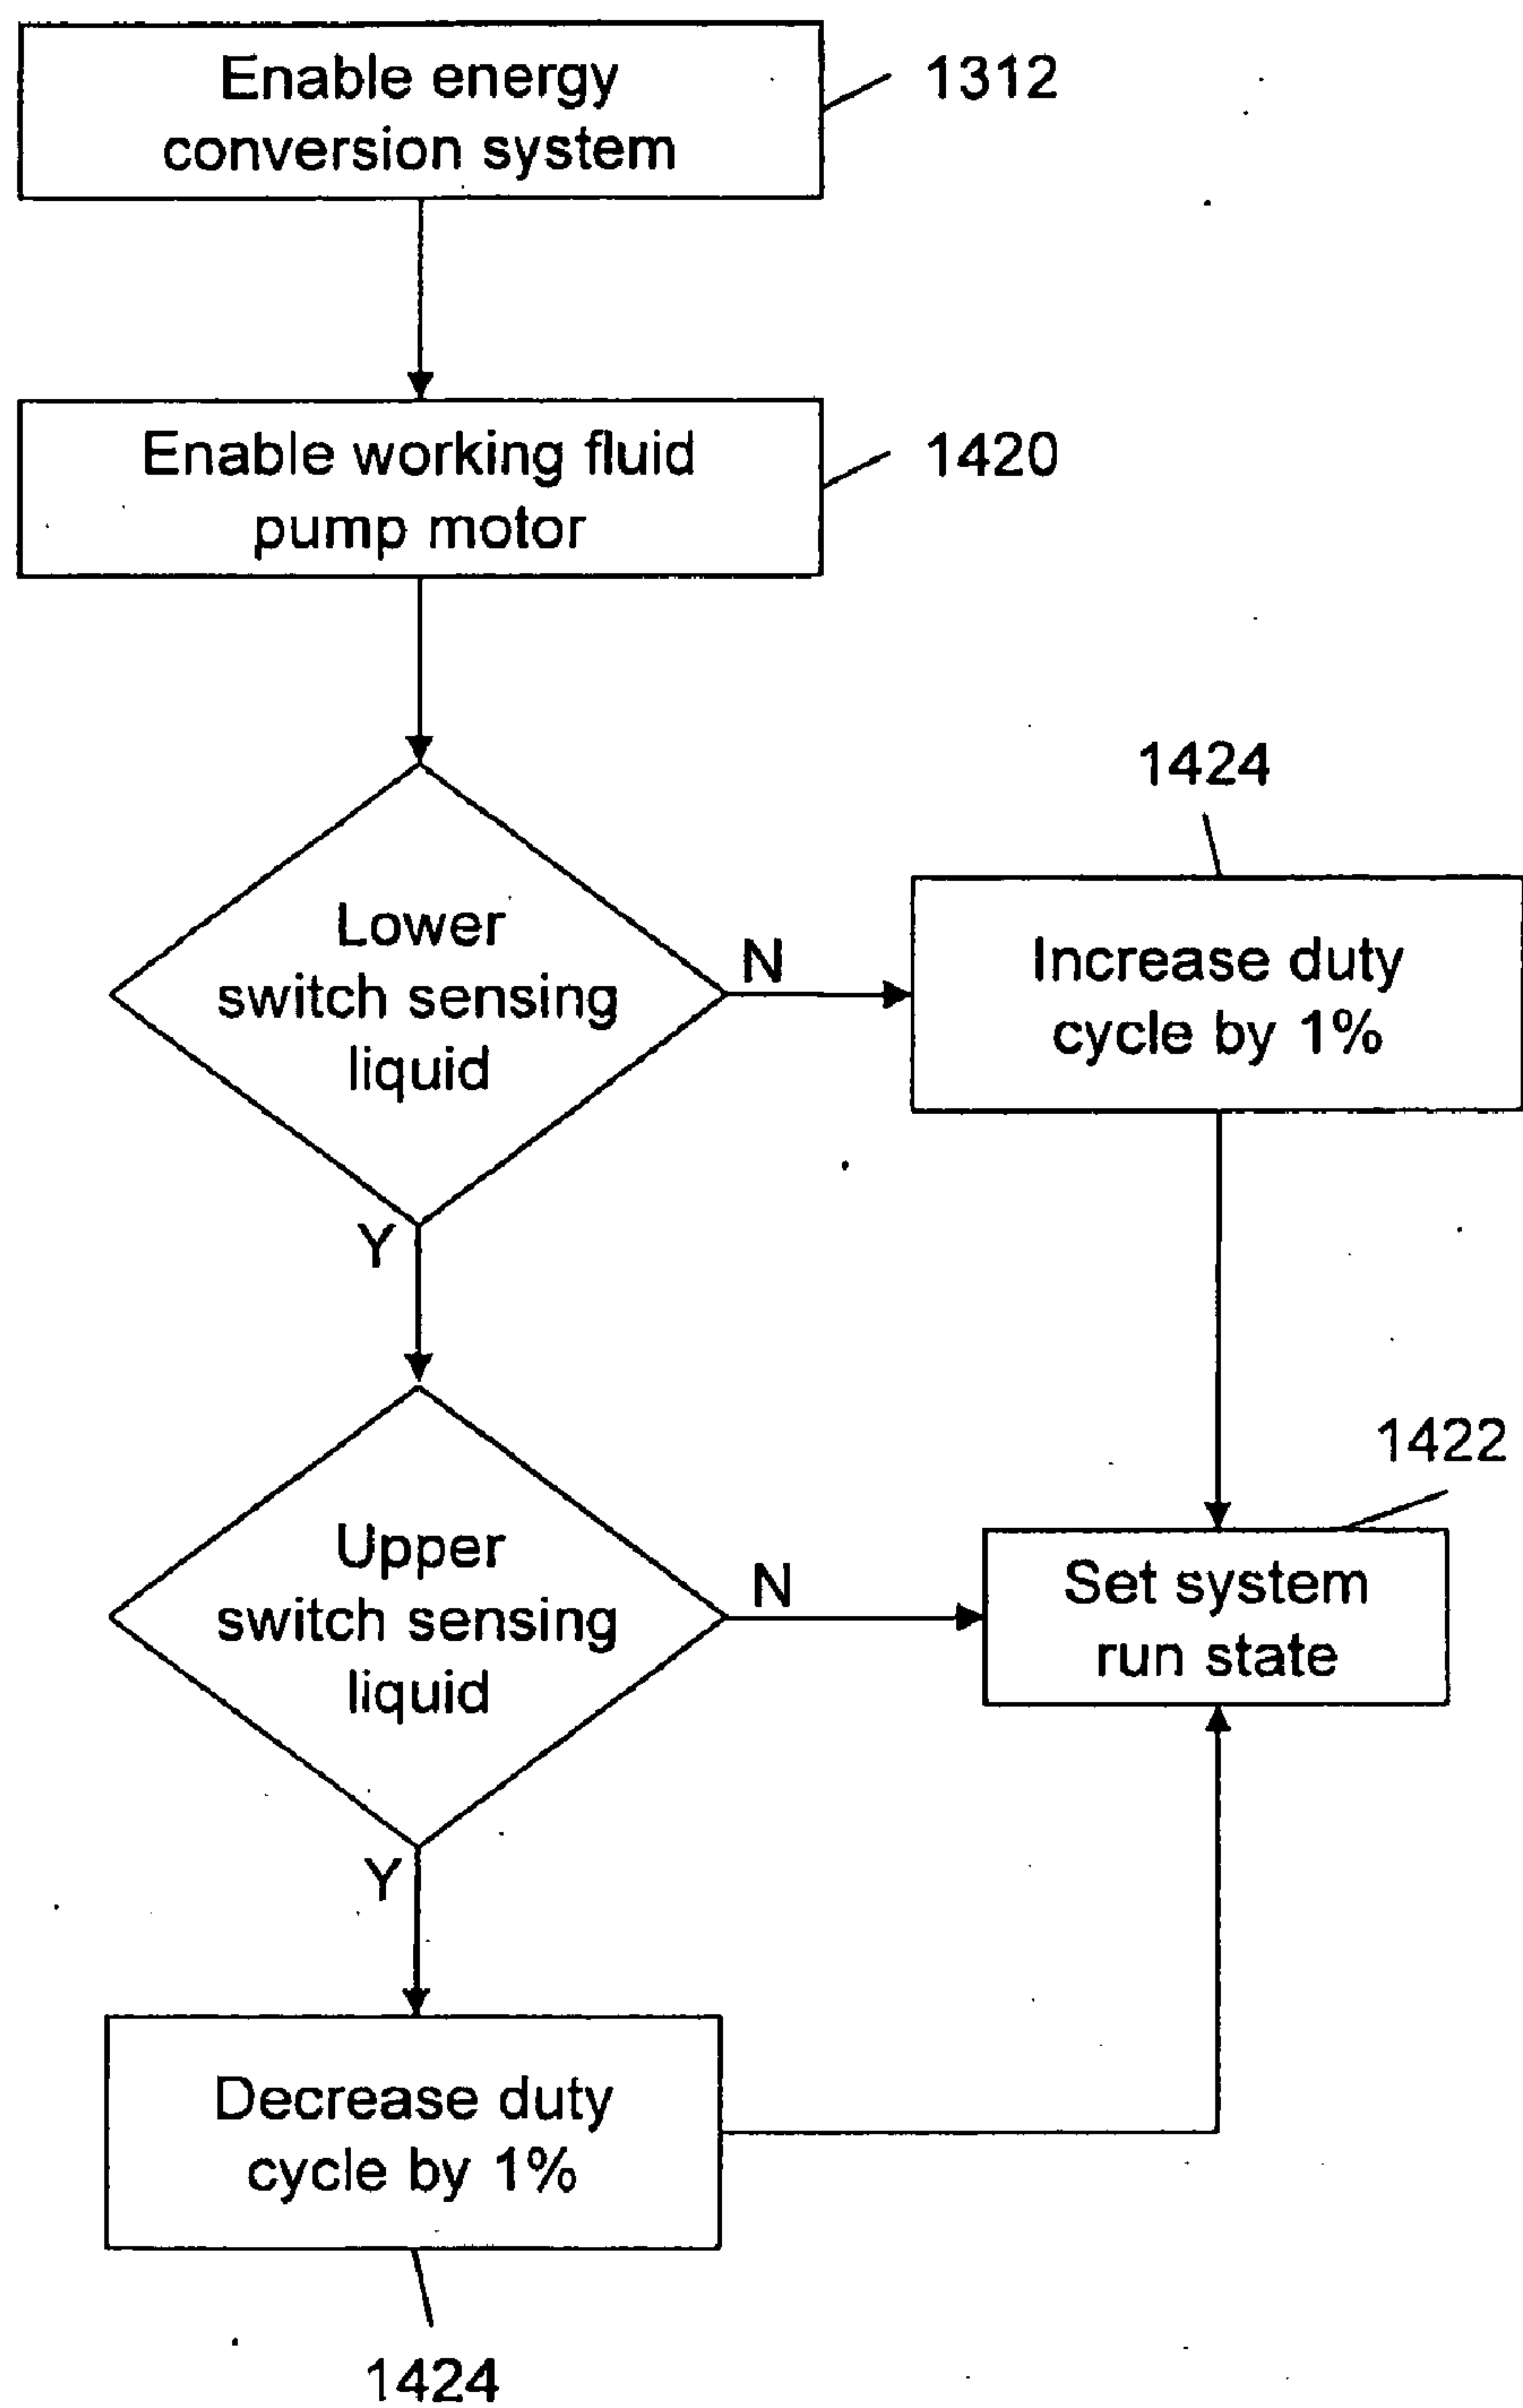 Enable energy
conversion system
1312
Enable working fluid
pump motor
1420
1424
Lower
switch sensing
liquid
N
Increase duty
cycle by 1%
Y
1422
Upper
switch sensing
liquid
N
Set system
run state
Y
Decrease duty
cycle by 1%
1424